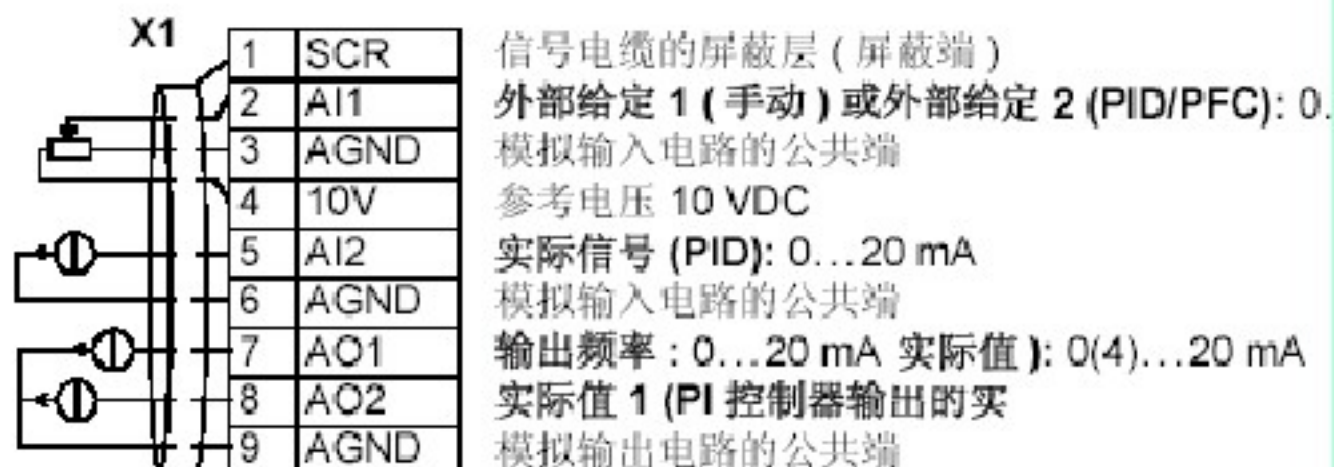 X1
1 SCR 信号电缆的屏蔽层 ( 屏蔽端 )
2 AI1 外部给定 1 ( 手动 ) 或外部给定 2 (PID/PFC): 0.
3 AGND 模拟输入电路的公共端
4 10V 参考电压 10 VDC
5 AI2 实际信号 (PID): 0…20 mA
6 AGND 模拟输入电路的公共端
7 AO1 输出频率 : 0…20 mA 实际值 ): 0(4)…20 mA
8 AO2 实际值 1 (PI 控制器输出的实
9 AGND 模拟输出电路的公共端